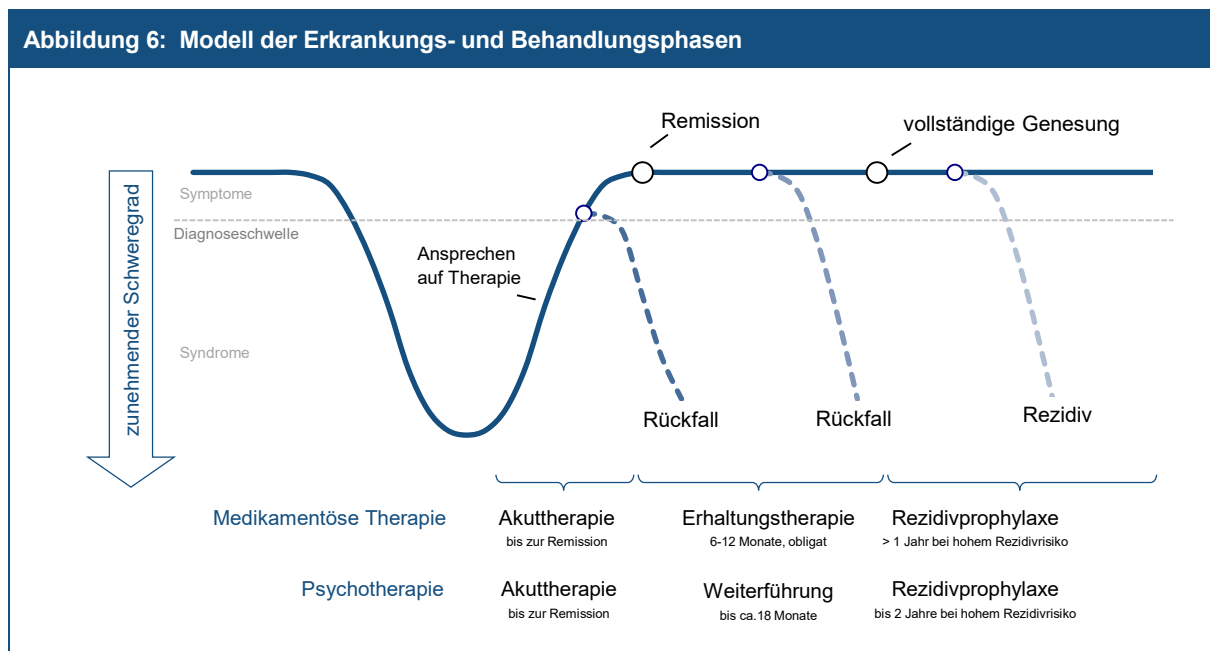 Abbildung 6: Modell der Erkrankungs- und Behandlungsphasen
Remission
vollständige Genesung
zunehmender Schweregrad
Symptome
Diagnoseschwelle
Ansprechen
auf Therapie
Syndrome
Rückfall
Rückfall
Rezidiv
Medikamentöse Therapie
Akuttherapie
bis zur Remission
Erhaltungstherapie
6-12 Monate, obligat
Rezidivprophylaxe
> 1 Jahr bei hohem Rezidivrisiko
Psychotherapie
Akuttherapie
bis zur Remission
Weiterführung
bis ca.18 Monate
Rezidivprophylaxe
bis 2 Jahre bei hohem Rezidivrisiko